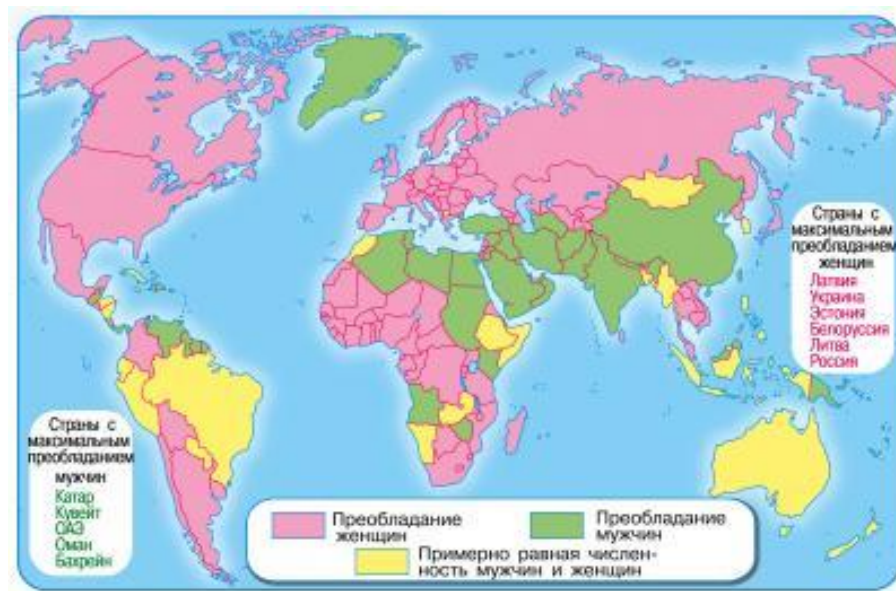 Страны с
максимальным
преобладанием
женщин
Латвия
Украина
Эстония
Белоруссия
Литва
Россия
Страны с
максимальным
преобладанием
мужчин
Катар
Кувейт
ОАЭ
Оман
Бахрейн
Преобладание
женщин
Преобладание
мужчин
Примерно равная числен-
ность мужчин и женщин